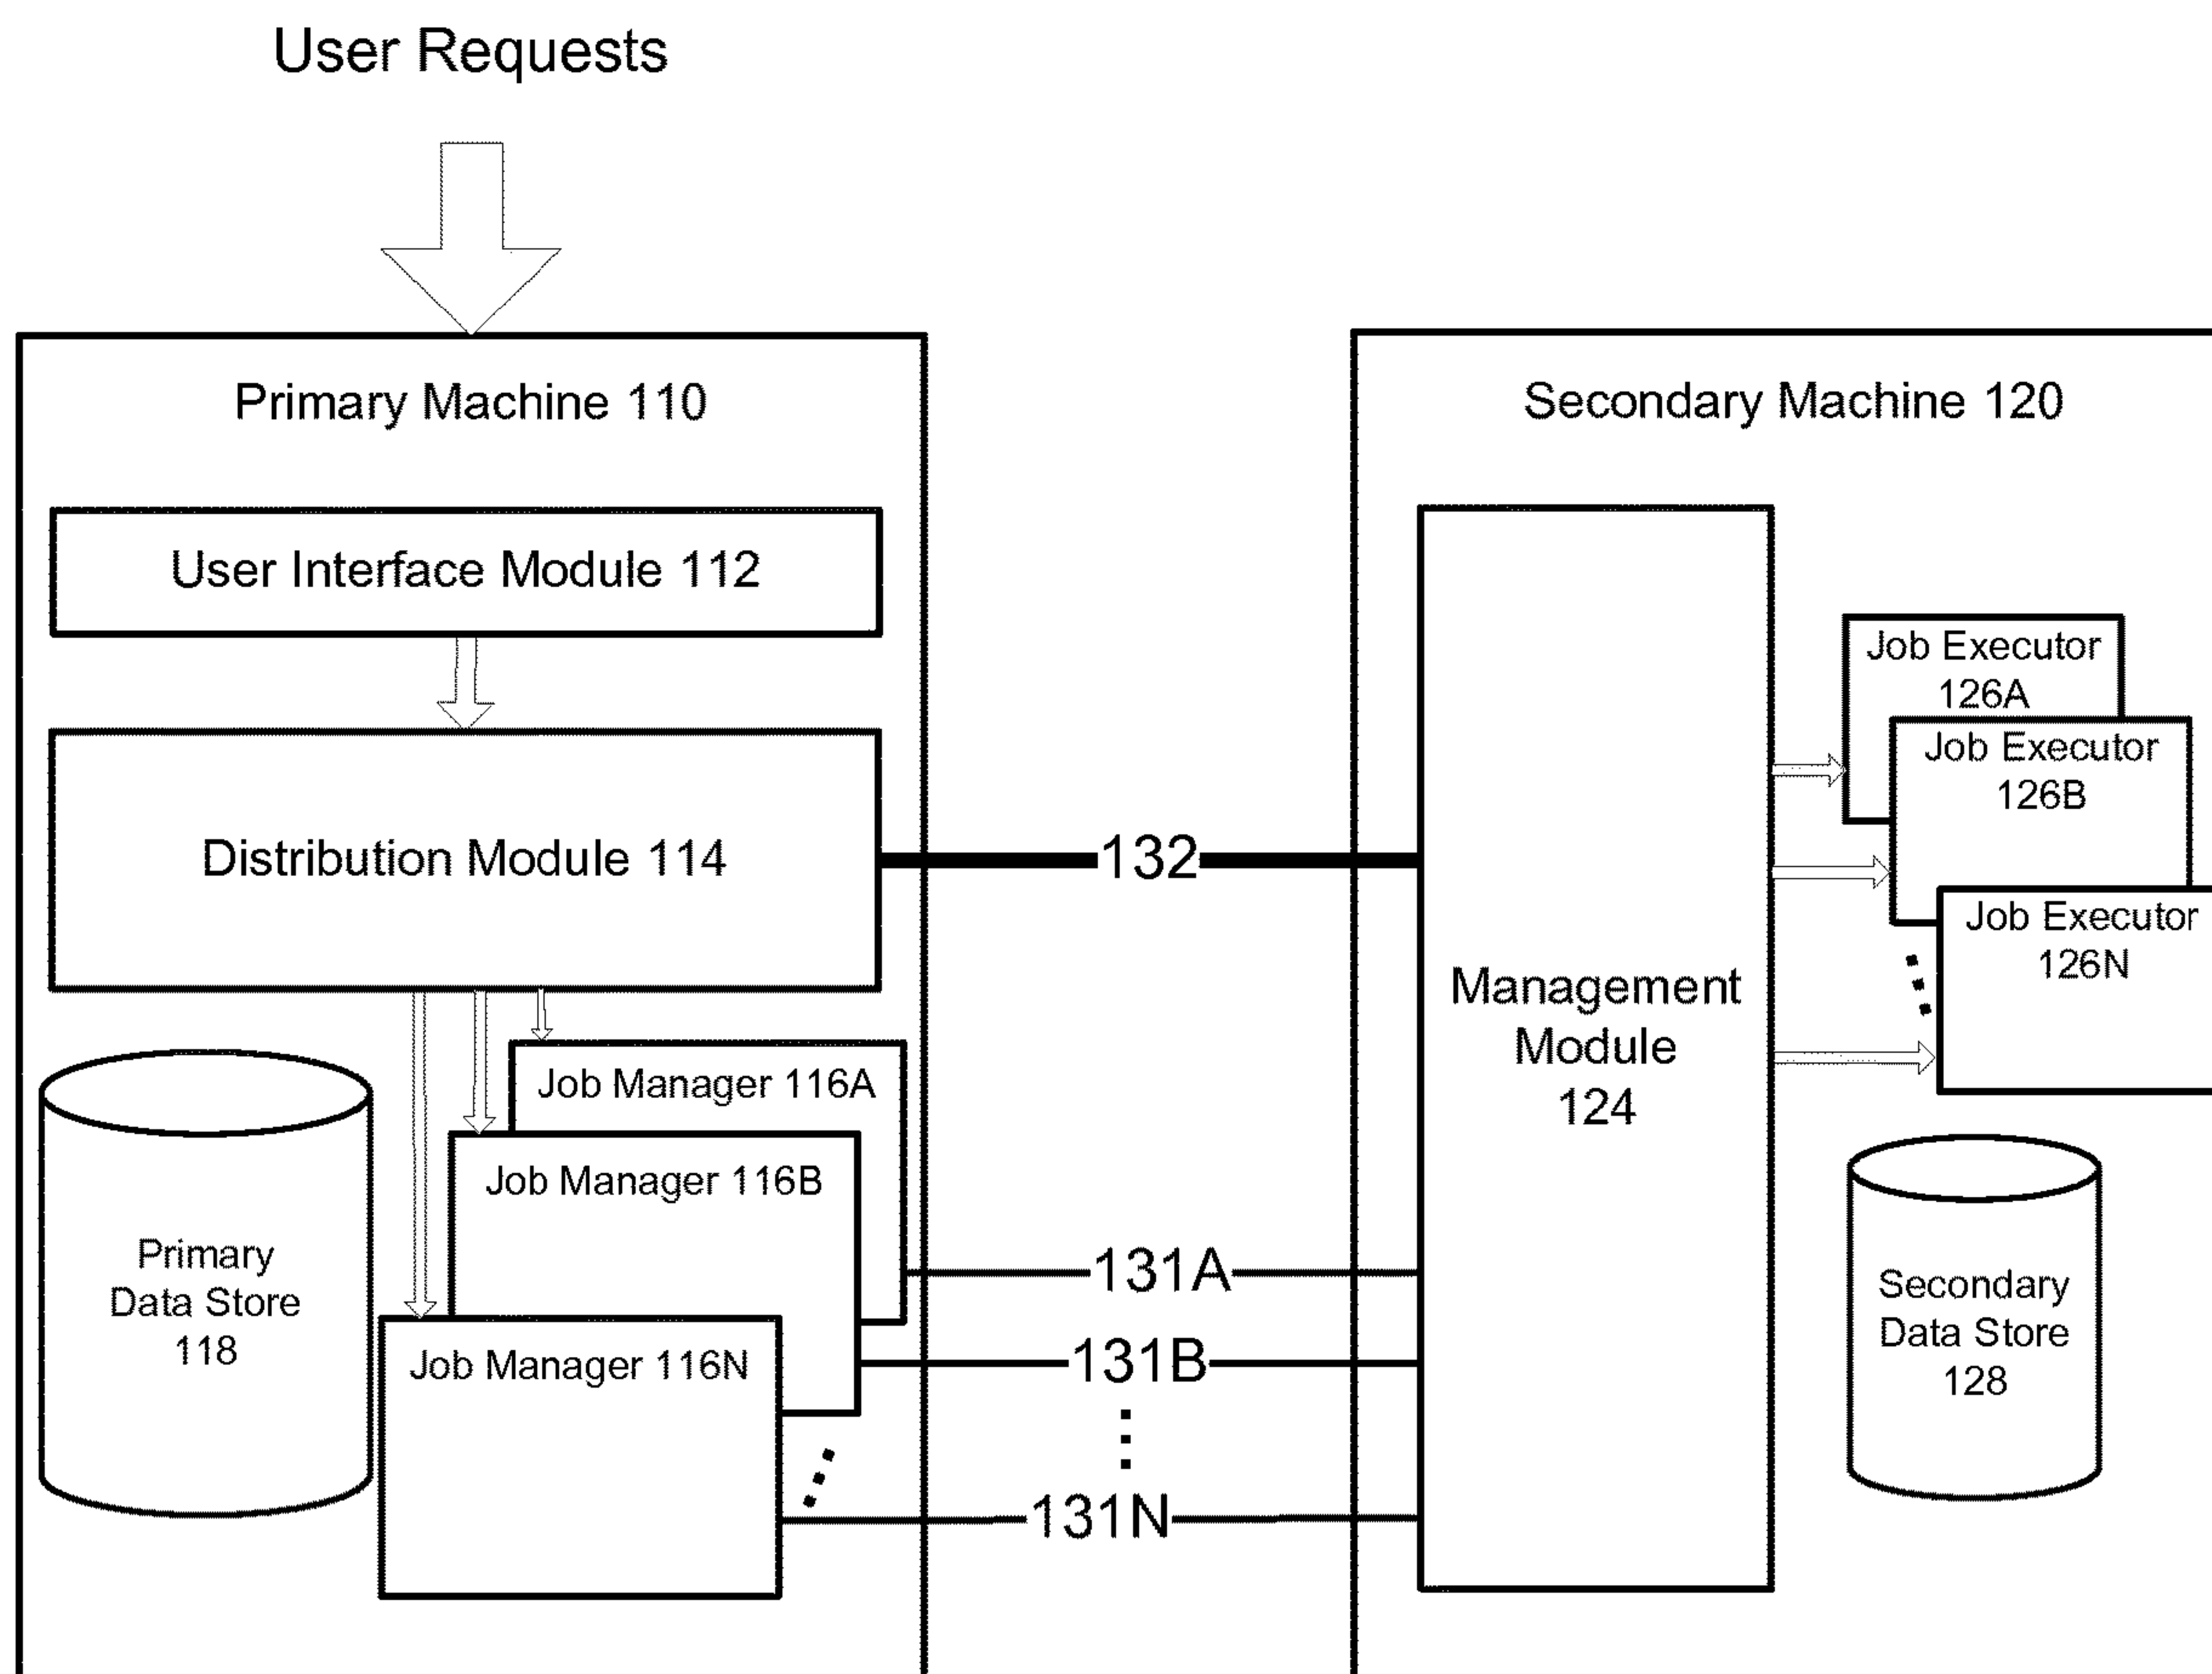 User Requests
Primary Machine 110
User Interface Module 112
Distribution Module 114
Job Manager 116A
Job Manager 116B
Job Manager 116N
Primary
Data Store
118
132
131A
131B
131N
Secondary Machine 120
Management
Module
124
Job Executor
126A
Job Executor
126B
Job Executor
126N
Secondary
Data Store
128